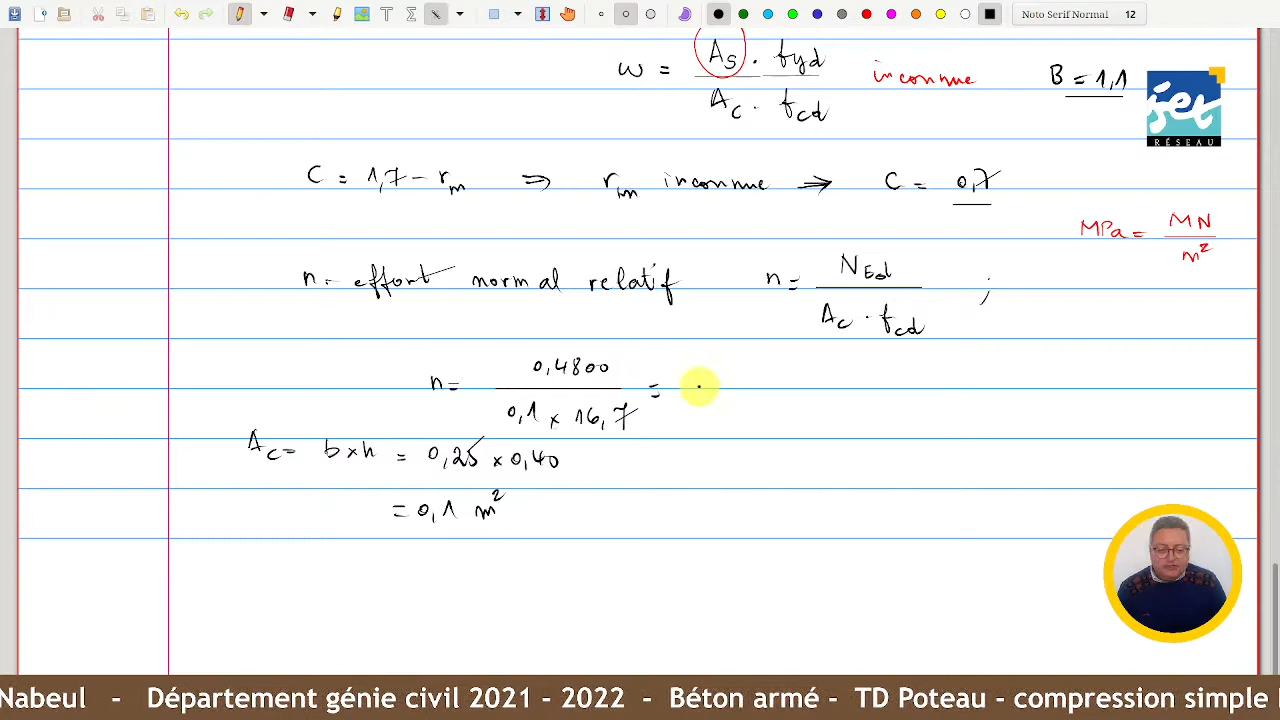 Noto Serif Normal 12
ω = As . fyd / Ac . fcd inconnue B = 1,1
iset
RÉSEAU
C = 1,7 - rm => rm inconnue → C = 0,7
MPa = MN / m²
n = effort normal relatif n = NEd / Ac . fcd ;
n = 0,4800 / 0,1 x 16,7 =
Ac = b x h = 0,25 x 0,40
= 0,1 m²
Nabeul - Département génie civil 2021 - 2022 - Béton armé - TD Poteau - compression simple